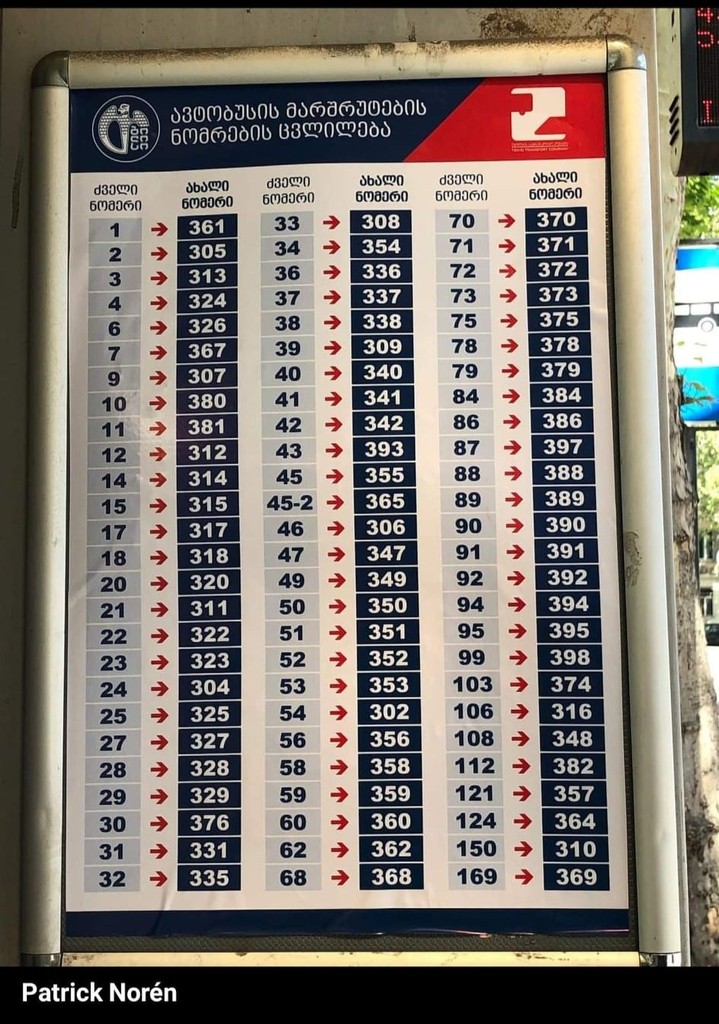 ავტობუსის მარშრუტების
ნომრების ცვლილება
ძველი ნომერი ახალი ნომერი ძველი ნომერი ახალი ნომერი ძველი ნომერი ახალი ნომერი
1 → 361 33 → 308 70 → 370
2 → 305 34 → 354 71 → 371
3 → 313 36 → 336 72 → 372
4 → 324 37 → 337 73 → 373
6 → 326 38 → 338 75 → 375
7 → 367 39 → 309 78 → 378
9 → 307 40 → 340 79 → 379
10 → 380 41 → 341 84 → 384
11 → 381 42 → 342 86 → 386
12 → 312 43 → 393 87 → 397
14 → 314 45 → 355 88 → 388
15 → 315 45-2 → 365 89 → 389
17 → 317 46 → 306 90 → 390
18 → 318 47 → 347 91 → 391
20 → 320 49 → 349 92 → 392
21 → 311 50 → 350 94 → 394
22 → 322 51 → 351 95 → 395
23 → 323 52 → 352 99 → 398
24 → 304 53 → 353 103 → 374
25 → 325 54 → 302 106 → 316
27 → 327 56 → 356 108 → 348
28 → 328 58 → 358 112 → 382
29 → 329 59 → 359 121 → 357
30 → 376 60 → 360 124 → 364
31 → 331 62 → 362 150 → 310
32 → 335 68 → 368 169 → 369
Patrick Norén